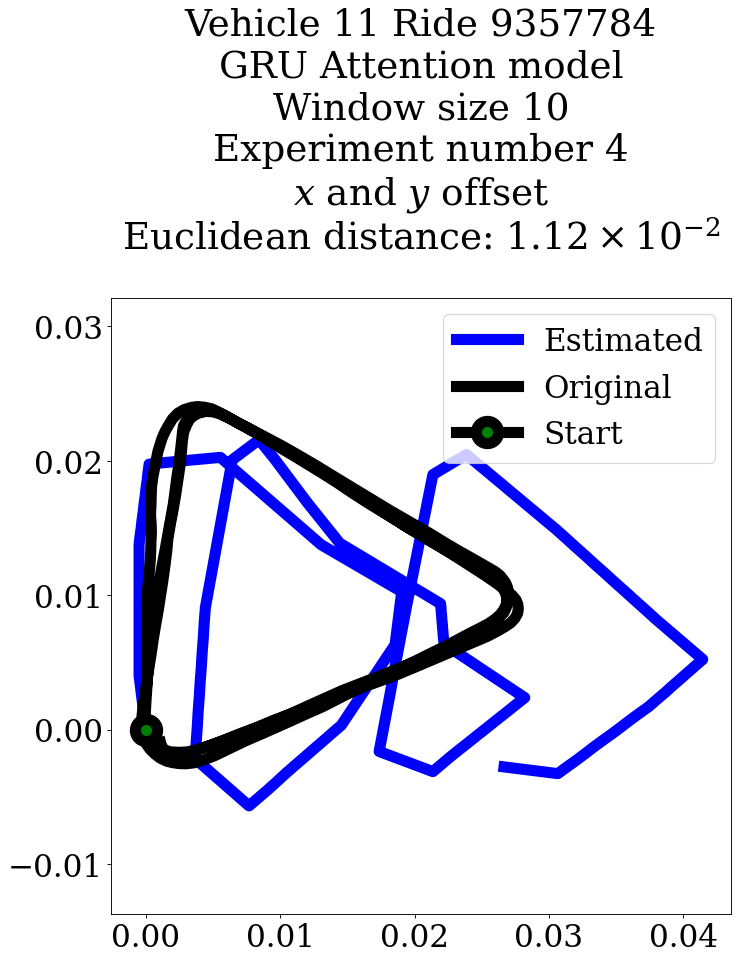 Vehicle 11 Ride 9357784
GRU Attention model
Window size 10
Experiment number 4
x and y offset
Euclidean distance: 1.12 × 10⁻²
Estimated
Original
Start
0.03
0.02
0.01
0.00
−0.01
0.00 0.01 0.02 0.03 0.04